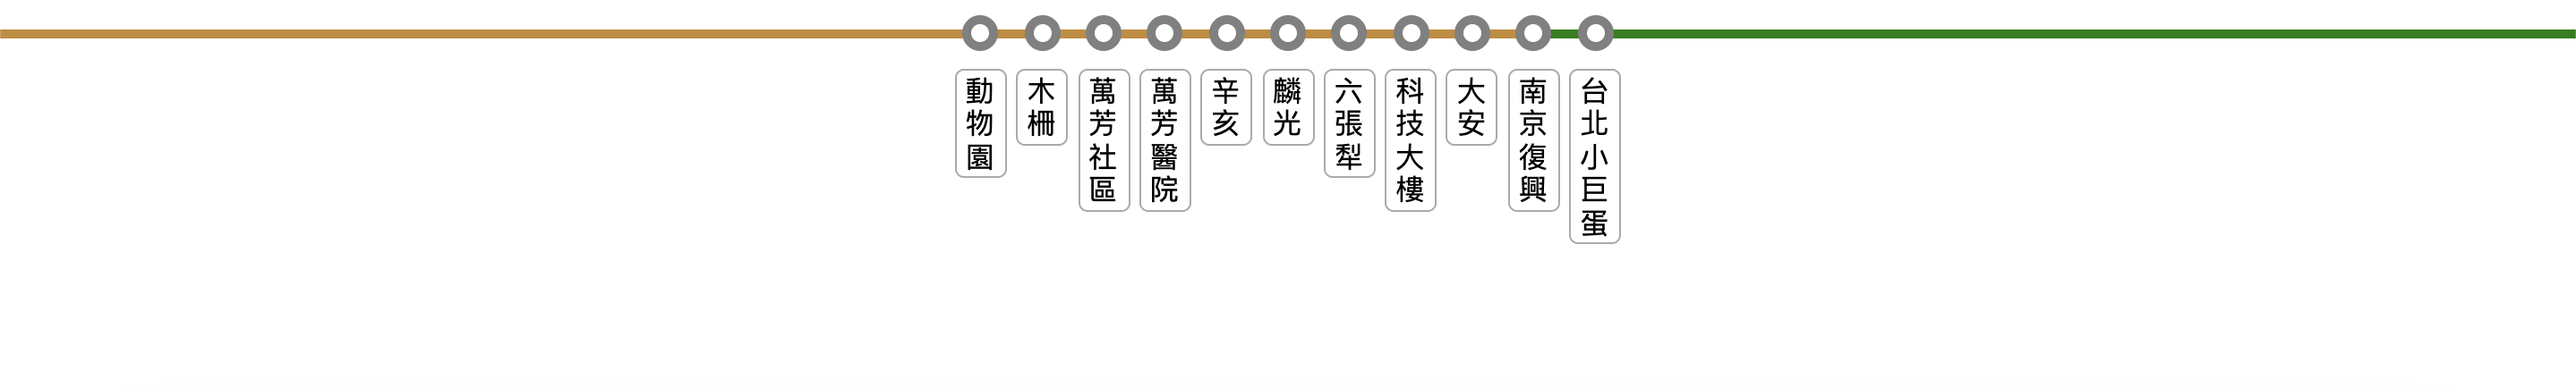 動物園
木柵
萬芳社區
萬芳醫院
辛亥
麟光
六張犁
科技大樓
大安
南京復興
台北小巨蛋